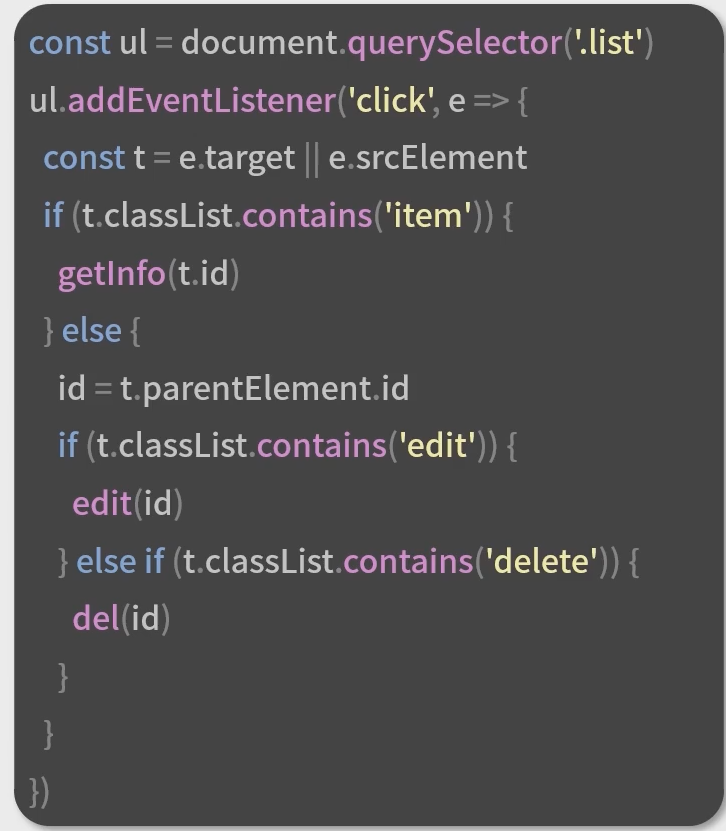 const ul = document.querySelector('.list')
ul.addEventListener('click', e => {
const t = e.target || e.srcElement
if (t.classList.contains('item')) {
getInfo(t.id)
} else {
id = t.parentElement.id
if (t.classList.contains('edit')) {
edit(id)
} else if (t.classList.contains('delete')) {
del(id)
}
}
})